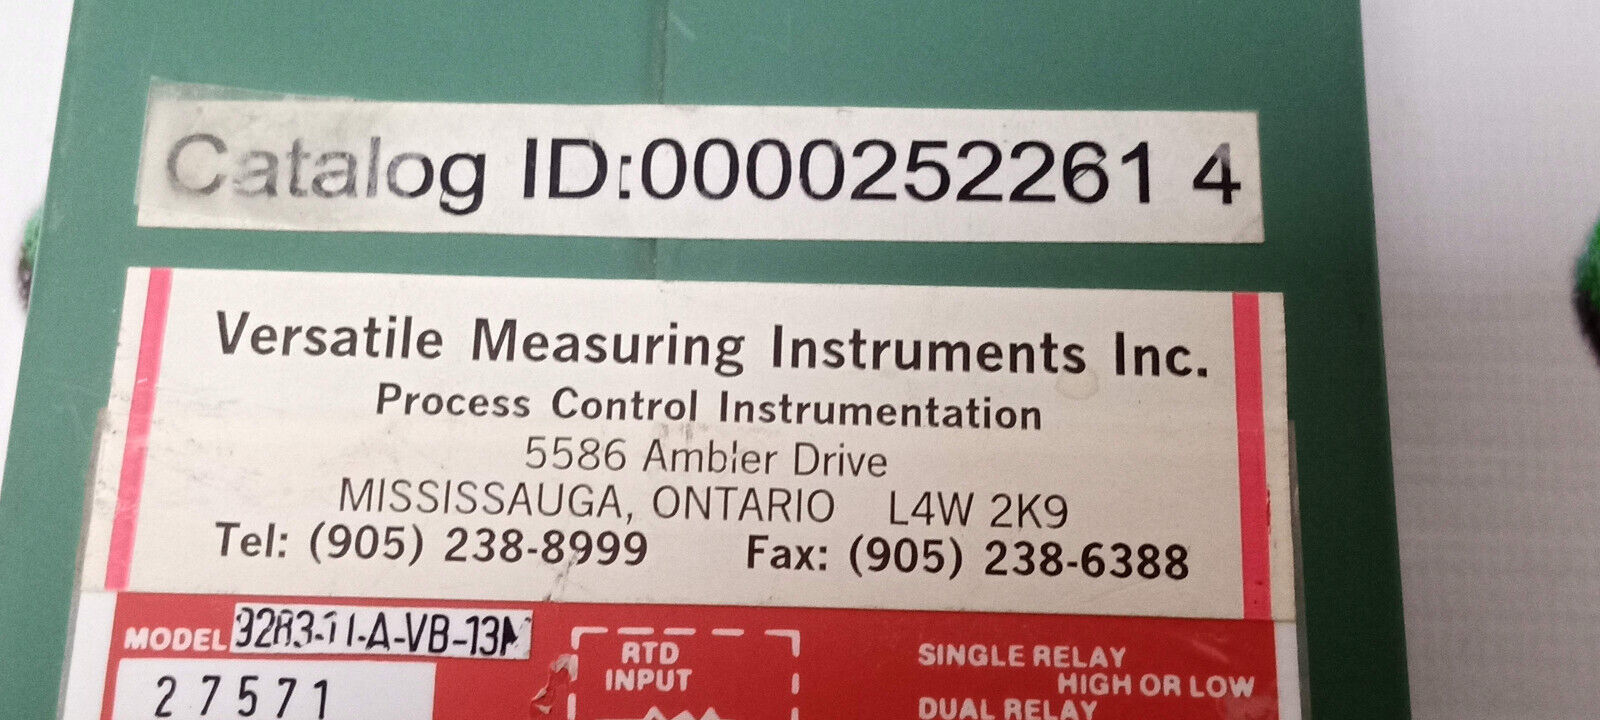 Catalog ID:0000252261 4
Versatile Measuring Instruments Inc.
Process Control Instrumentation
5586 Ambler Drive
MISSISSAUGA, ONTARIO L4W 2K9
Tel: (905) 238-8999 Fax: (905) 238-6388
MODEL
27571
RTD
INPUT
SINGLE RELAY
HIGH OR LOW
DUAL RELAY